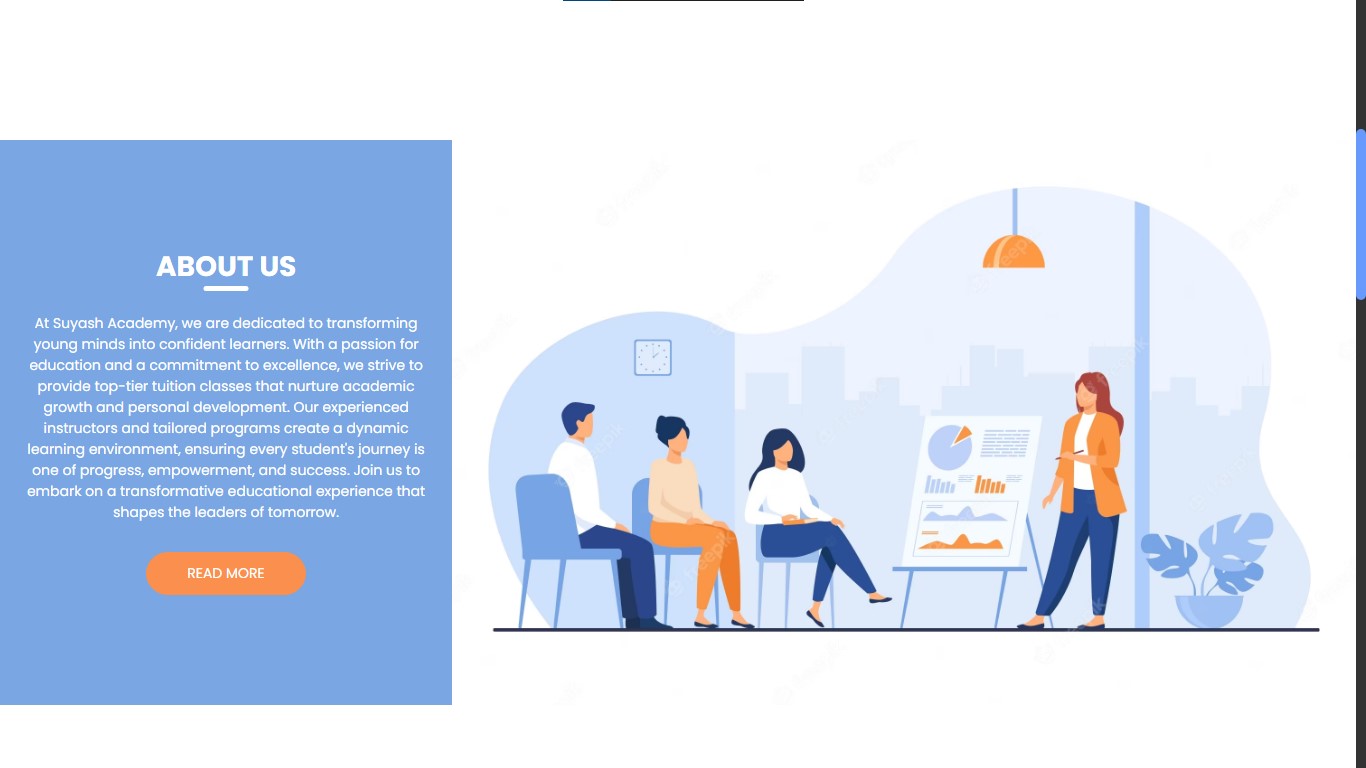 ABOUT US
At Suyash Academy, we are dedicated to transforming
young minds into confident learners. With a passion for
education and a commitment to excellence, we strive to
provide top-tier tuition classes that nurture academic
growth and personal development. Our experienced
instructors and tailored programs create a dynamic
learning environment, ensuring every student's journey is
one of progress, empowerment, and success. Join us to
embark on a transformative educational experience that
shapes the leaders of tomorrow.
READ MORE
freepik